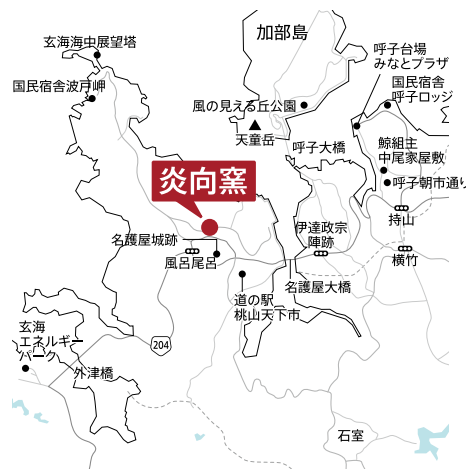 玄海海中展望塔
加部島
呼子台場
みなとプラザ
国民宿舎波戸岬
国民宿舎
呼子ロッジ
風の見える丘公園
天童岳
呼子大橋
鯨組主
中尾家屋敷
炎向窯
呼子朝市通り
持山
伊達政宗
陣跡
名護屋城跡
横竹
風呂尾呂
名護屋大橋
道の駅
桃山天下市
玄海
エネルギー
パーク
204
外津橋
石室